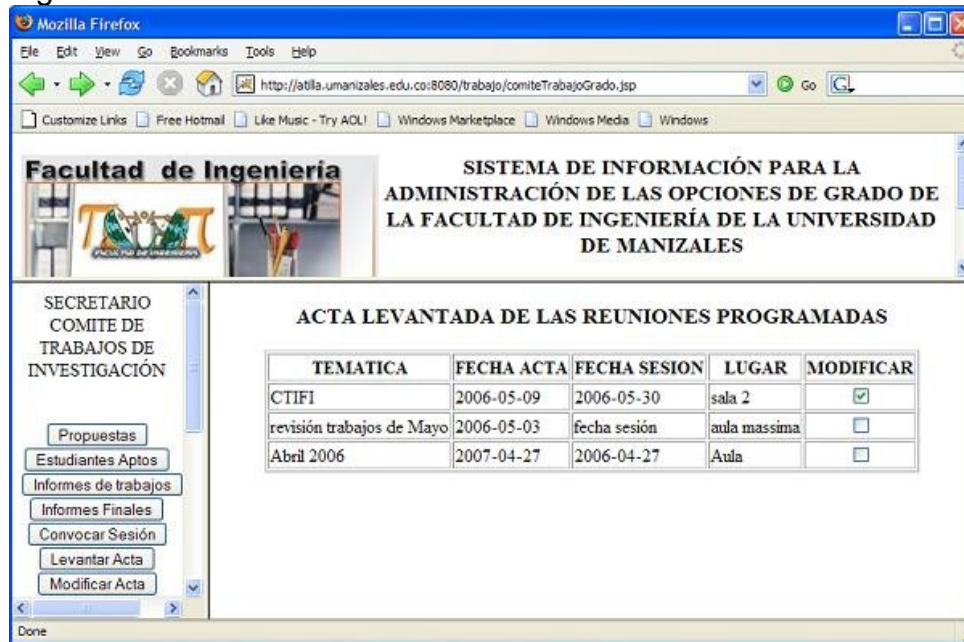 Mozilla Firefox
File Edit View Go Bookmarks Tools Help
http://atilla.umanizales.edu.co:8080/trabajo/comiteTrabajoGrado.jsp Go G
Customize Links Free Hotmail Like Music - Try AOL! Windows Marketplace Windows Media Windows
Facultad de Ingeniería
FACULTAD DE INGENIERIA
SISTEMA DE INFORMACIÓN PARA LA
ADMINISTRACIÓN DE LAS OPCIONES DE GRADO DE
LA FACULTAD DE INGENIERÍA DE LA UNIVERSIDAD
DE MANIZALES
SECRETARIO
COMITE DE
TRABAJOS DE
INVESTIGACIÓN
Propuestas
Estudiantes Aptos
Informes de trabajos
Informes Finales
Convocar Sesión
Levantar Acta
Modificar Acta
ACTA LEVANTADA DE LAS REUNIONES PROGRAMADAS
TEMATICA FECHA ACTA FECHA SESION LUGAR MODIFICAR
CTIFI 2006-05-09 2006-05-30 sala 2
revisión trabajos de Mayo 2006-05-03 fecha sesión aula massima
Abril 2006 2007-04-27 2006-04-27 Aula
Done